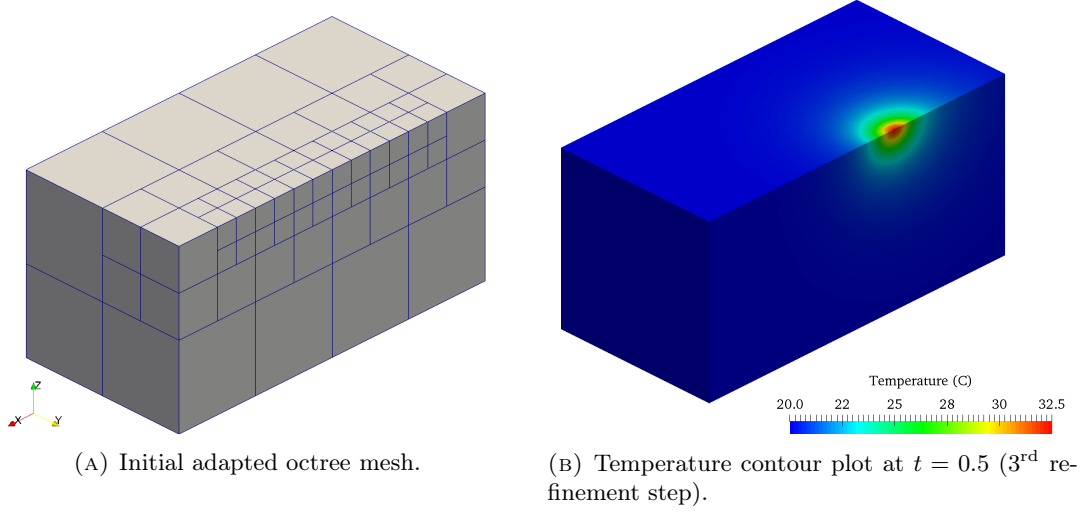 Z
X
Y
Temperature (C)
20.0 22 25 28 30 32.5
(A) Initial adapted octree mesh.
(B) Temperature contour plot at t = 0.5 (3rd re-
finement step).